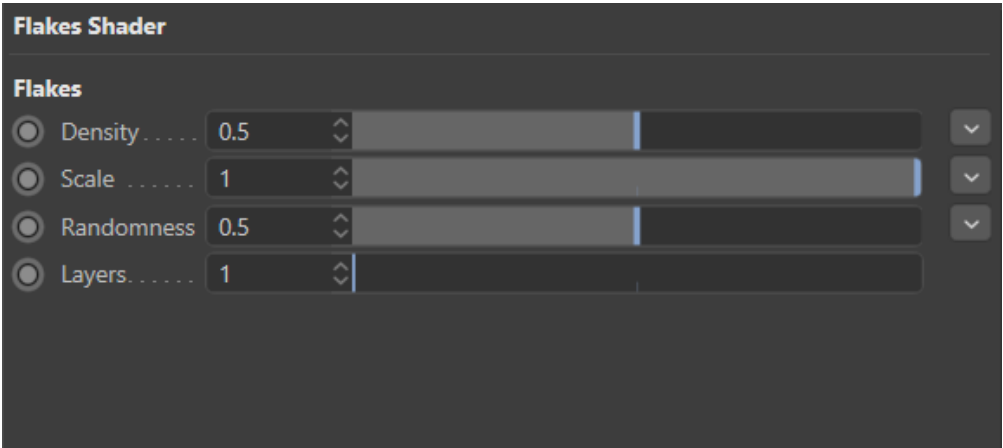 Flakes Shader
Flakes
Density . . . . . 0.5
Scale . . . . . . 1
Randomness 0.5
Layers. . . . . . 1